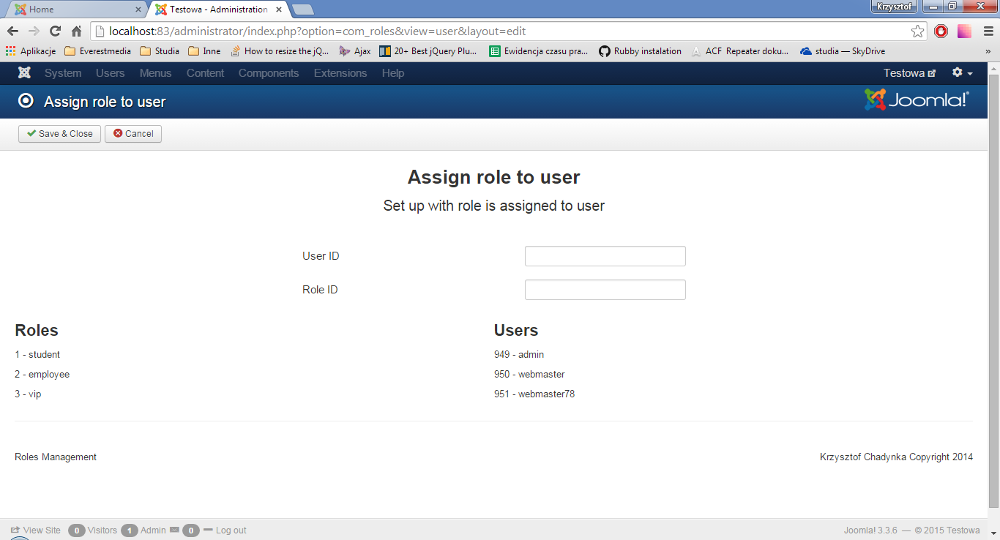 Home
Testowa - Administration
Krzysztof
localhost:83/administrator/index.php?option=com_roles&view=user&layout=edit
Aplikacje Everestmedia Studia Inne How to resize the jQ... Ajax 20+ Best jQuery Plu... Ewidencja czasu pra... Rubby instalation ACF Repeater doku... studia — SkyDrive »
System Users Menus Content Components Extensions Help Testowa
Assign role to user Joomla!®
Save & Close Cancel
Assign role to user
Set up with role is assigned to user
User ID
Role ID
Roles
1 - student
2 - employee
3 - vip
Users
949 - admin
950 - webmaster
951 - webmaster78
Roles Management Krzysztof Chadynka Copyright 2014
View Site 0 Visitors 1 Admin 0 Log out Joomla! 3.3.6 — © 2015 Testowa